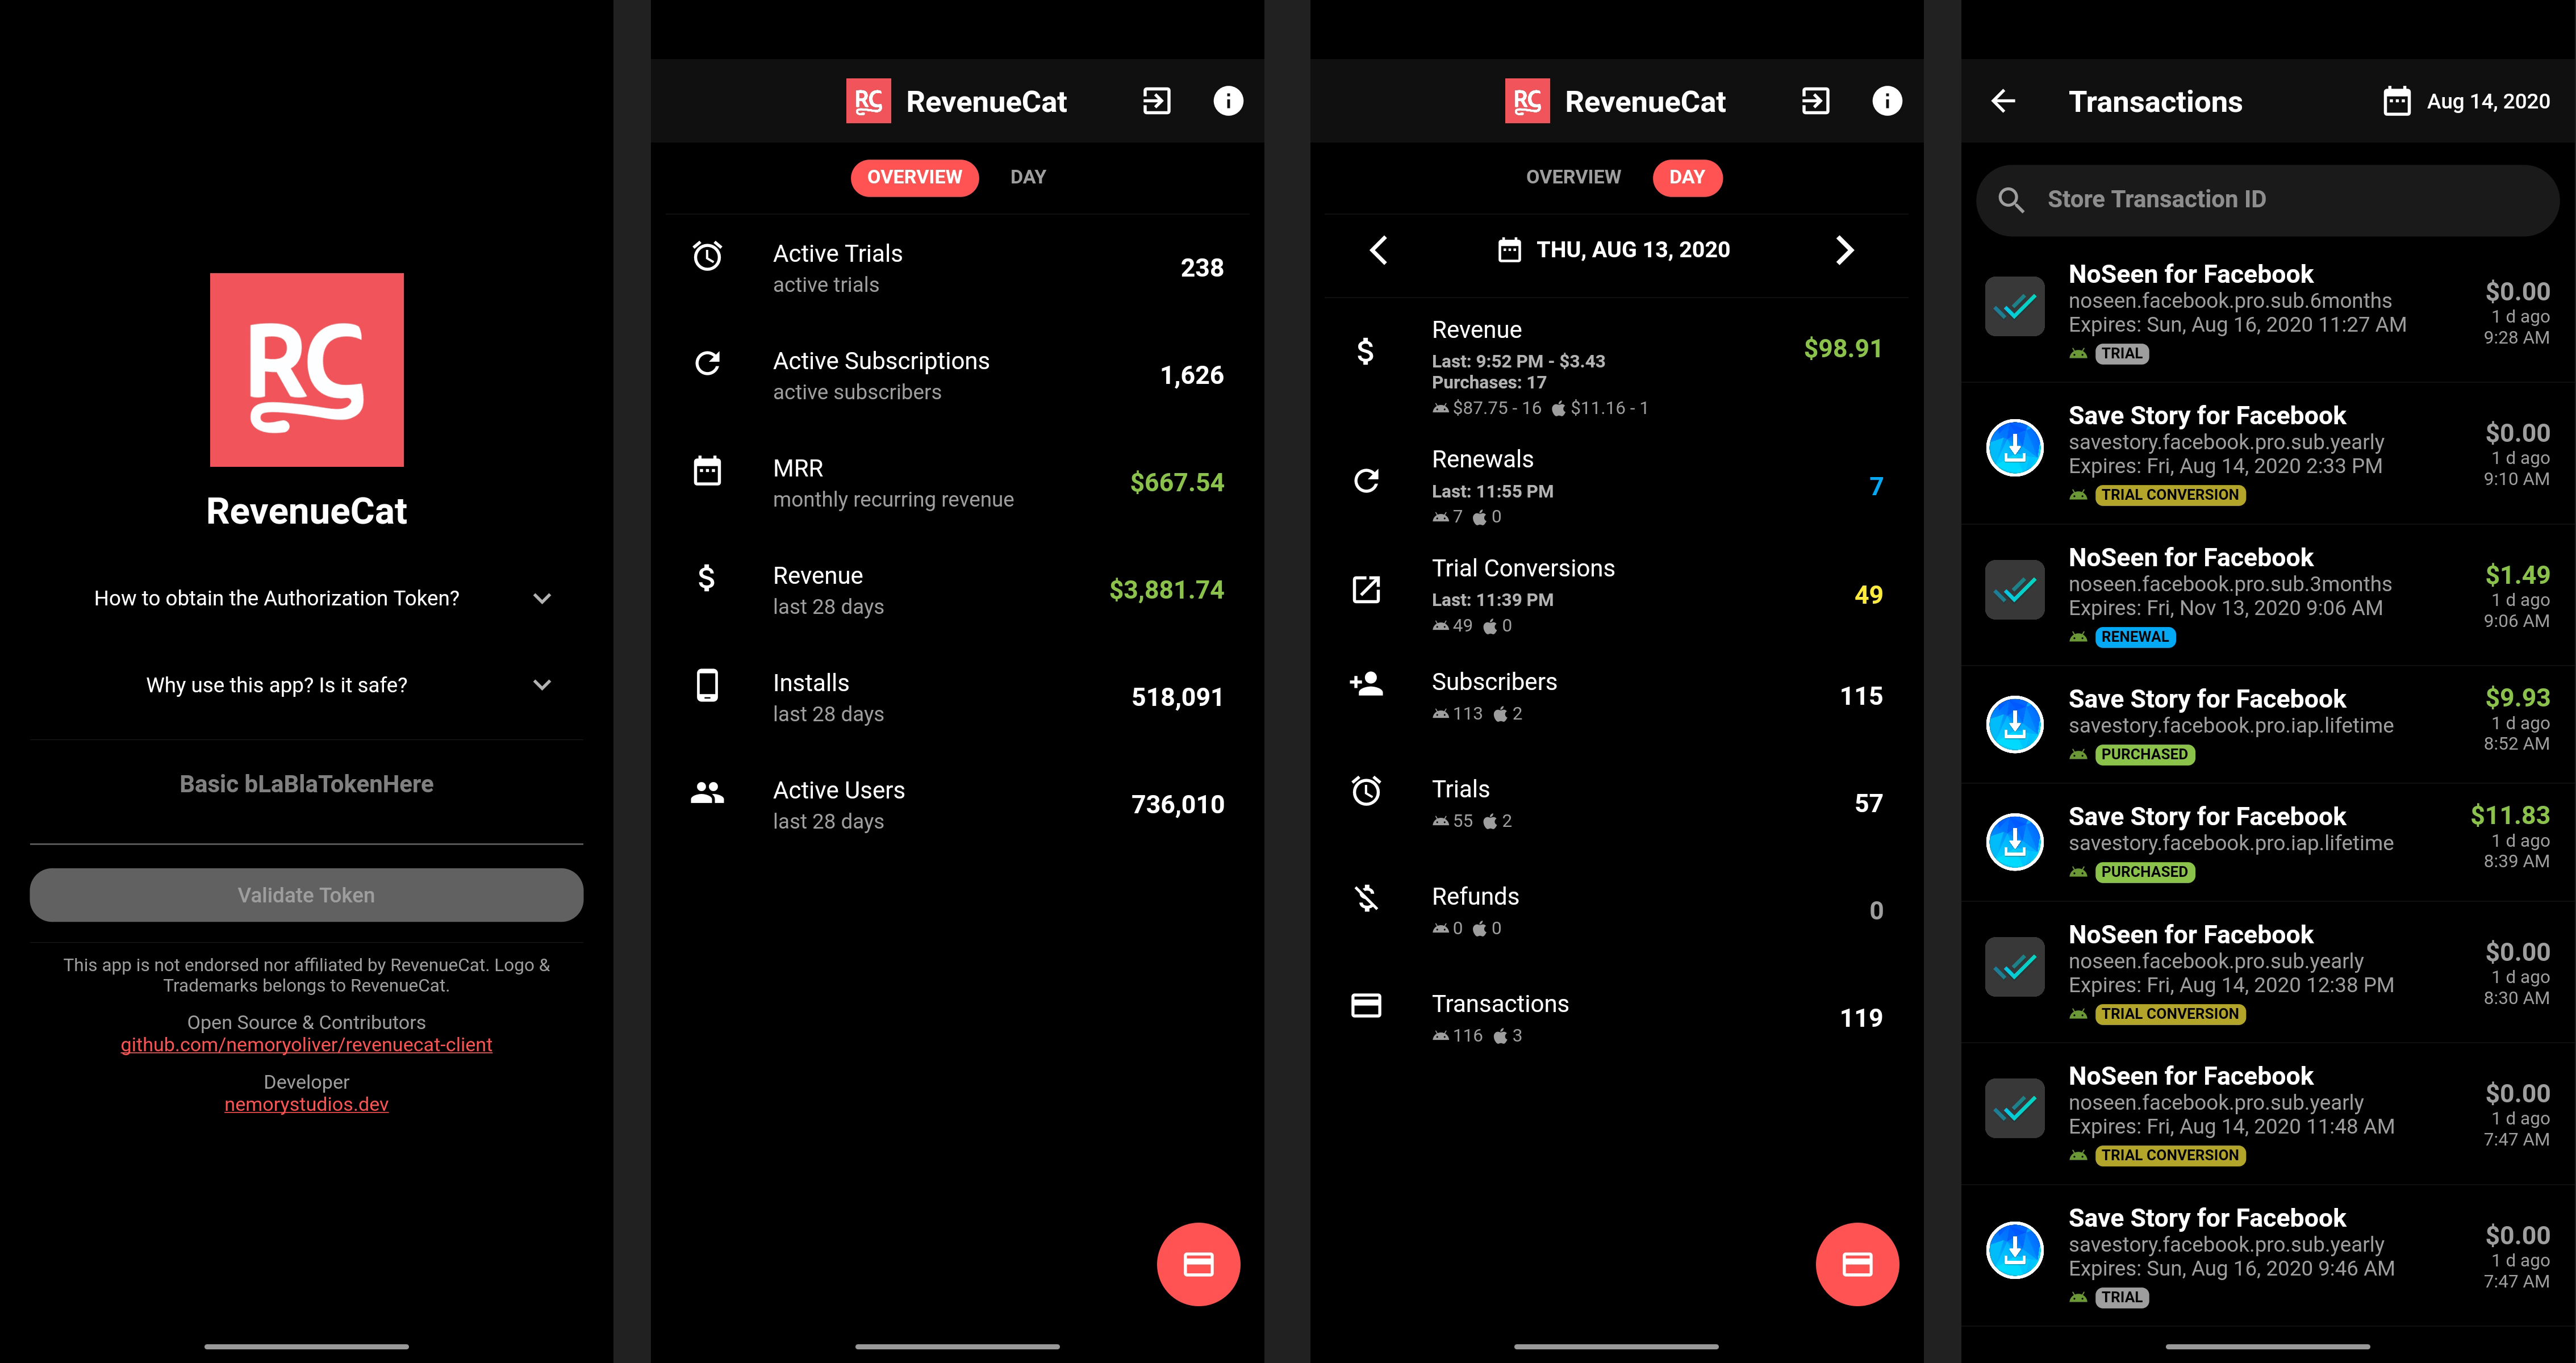 RC
RevenueCat
How to obtain the Authorization Token?
Why use this app? Is it safe?
Basic bLaBlaTokenHere
Validate Token
This app is not endorsed nor affiliated by RevenueCat. Logo &
Trademarks belongs to RevenueCat.
Open Source & Contributors
github.com/nemoryoliver/revenuecat-client
Developer
nemorystudios.dev
RC RevenueCat
OVERVIEW DAY
Active Trials
active trials
238
Active Subscriptions
active subscribers
1,626
MRR
monthly recurring revenue
$667.54
Revenue
last 28 days
$3,881.74
Installs
last 28 days
518,091
Active Users
last 28 days
736,010
RC RevenueCat
OVERVIEW DAY
THU, AUG 13, 2020
Revenue
Last: 9:52 PM - $3.43
Purchases: 17
$87.75 - 16 $11.16 - 1
$98.91
Renewals
Last: 11:55 PM
7 0
7
Trial Conversions
Last: 11:39 PM
49 0
49
Subscribers
113 2
115
Trials
55 2
57
Refunds
0 0
0
Transactions
116 3
119
Transactions Aug 14, 2020
Store Transaction ID
NoSeen for Facebook
noseen.facebook.pro.sub.6months
Expires: Sun, Aug 16, 2020 11:27 AM
TRIAL
$0.00
1 d ago
9:28 AM
Save Story for Facebook
savestory.facebook.pro.sub.yearly
Expires: Fri, Aug 14, 2020 2:33 PM
TRIAL CONVERSION
$0.00
1 d ago
9:10 AM
NoSeen for Facebook
noseen.facebook.pro.sub.3months
Expires: Fri, Nov 13, 2020 9:06 AM
RENEWAL
$1.49
1 d ago
9:06 AM
Save Story for Facebook
savestory.facebook.pro.iap.lifetime
PURCHASED
$9.93
1 d ago
8:52 AM
Save Story for Facebook
savestory.facebook.pro.iap.lifetime
PURCHASED
$11.83
1 d ago
8:39 AM
NoSeen for Facebook
noseen.facebook.pro.sub.yearly
Expires: Fri, Aug 14, 2020 12:38 PM
TRIAL CONVERSION
$0.00
1 d ago
8:30 AM
NoSeen for Facebook
noseen.facebook.pro.sub.yearly
Expires: Fri, Aug 14, 2020 11:48 AM
TRIAL CONVERSION
$0.00
1 d ago
7:47 AM
Save Story for Facebook
savestory.facebook.pro.sub.yearly
Expires: Sun, Aug 16, 2020 9:46 AM
TRIAL
$0.00
1 d ago
7:47 AM